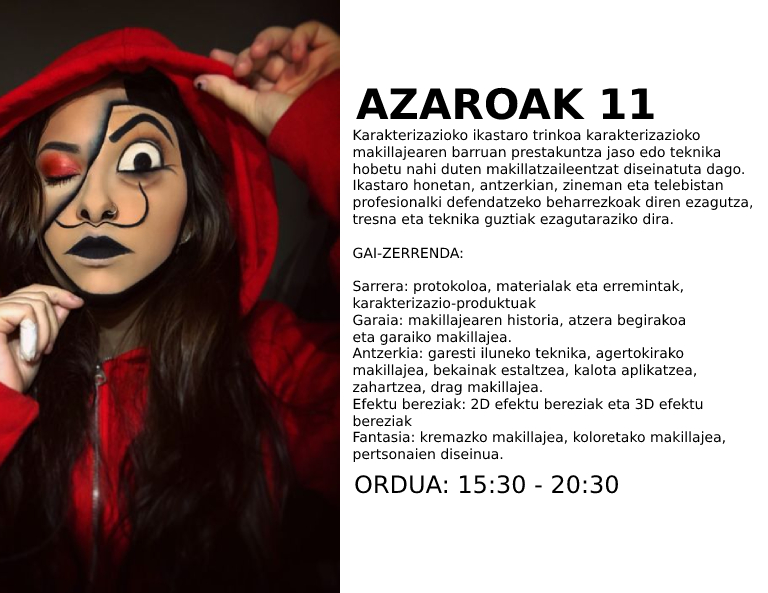 AZAROAK 11
Karakterizazioko ikastaro trinkoa karakterizazioko
makillajearen barruan prestakuntza jaso edo teknika
hobetu nahi duten makillatzaileentzat diseinatuta dago.
Ikastaro honetan, antzerkian, zineman eta telebistan
profesionalki defendatzeko beharrezkoak diren ezagutza,
tresna eta teknika guztiak ezagutaraziko dira.
GAI-ZERRENDA:
Sarrera: protokoloa, materialak eta erremintak,
karakterizazio-produktuak
Garaia: makillajearen historia, atzera begirakoa
eta garaiko makillajea.
Antzerkia: garesti iluneko teknika, agertokirako
makillajea, bekainak estaltzea, kalota aplikatzea,
zahartzea, drag makillajea.
Efektu bereziak: 2D efektu bereziak eta 3D efektu
bereziak
Fantasia: kremazko makillajea, koloretako makillajea,
pertsonaien diseinua.
ORDUA: 15:30 - 20:30